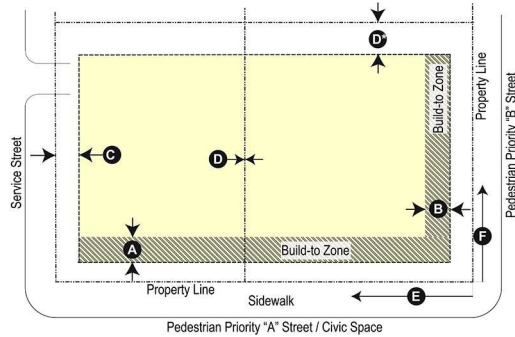 D*
Build-to Zone
Property Line
Pedestrian Priority "B" Street
Service Street
C
D
B
F
A
Build-to Zone
Property Line
E
Sidewalk
Pedestrian Priority "A" Street / Civic Space